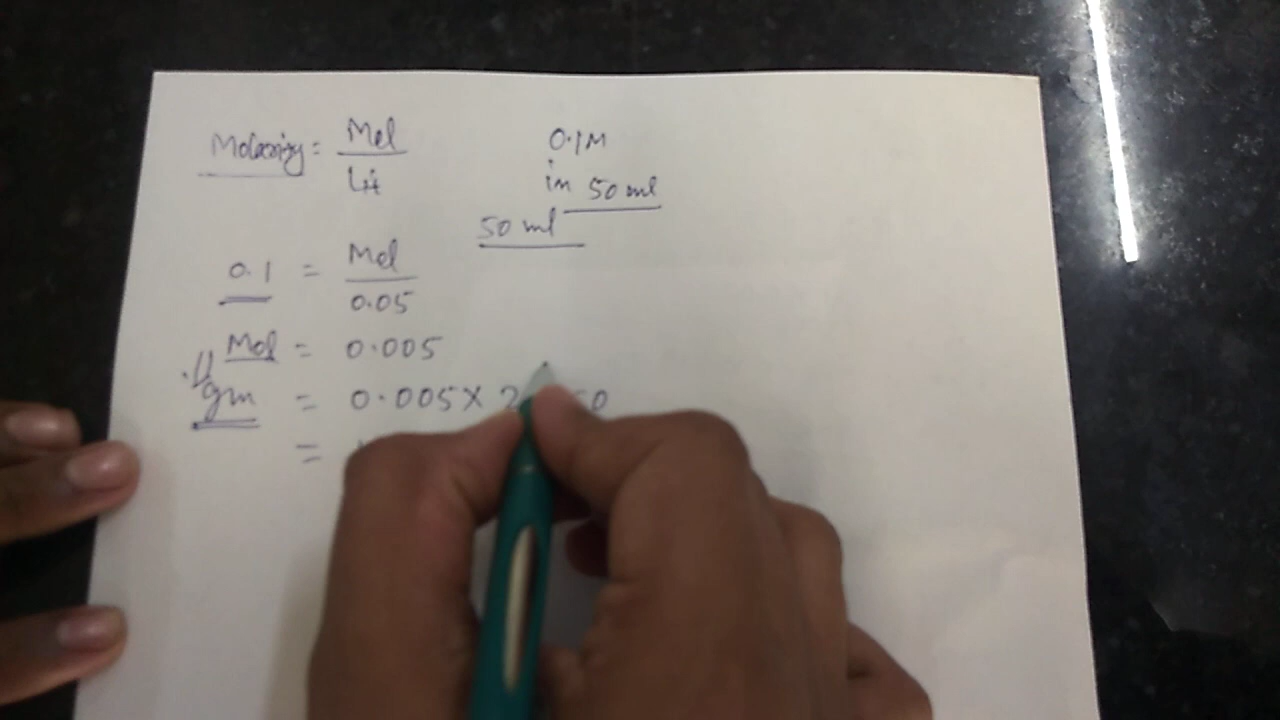 Molarity = Mol / Lit
0.1M
in 50 ml
50 ml
0.1 = Mol / 0.05
Mol = 0.005
gm = 0.005 X
=